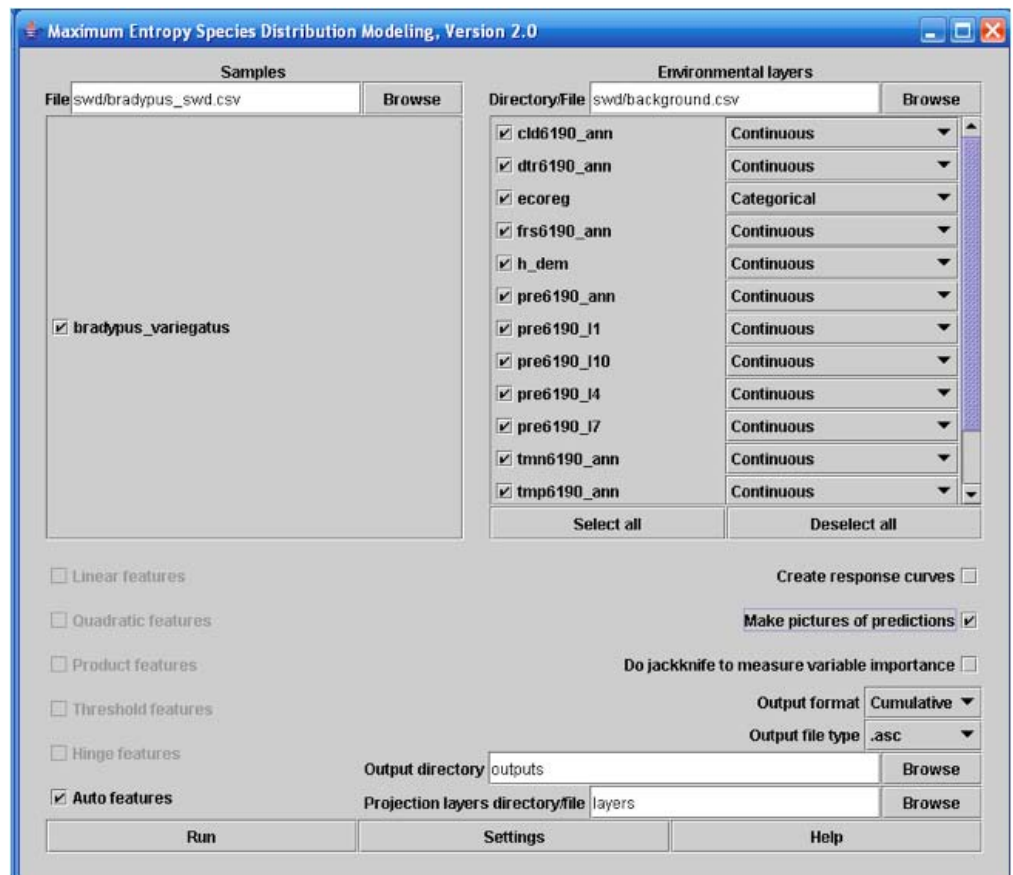 Maximum Entropy Species Distribution Modeling, Version 2.0
Samples
File swd/bradypus_swd.csv Browse
bradypus_variegatus
Environmental layers
Directory/File swd/background.csv Browse
cld6190_ann Continuous
dtr6190_ann Continuous
ecoreg Categorical
frs6190_ann Continuous
h_dem Continuous
pre6190_ann Continuous
pre6190_l1 Continuous
pre6190_l10 Continuous
pre6190_l4 Continuous
pre6190_l7 Continuous
tmn6190_ann Continuous
tmp6190_ann Continuous
Select all Deselect all
Linear features
Quadratic features
Product features
Threshold features
Hinge features
Auto features
Create response curves
Make pictures of predictions
Do jackknife to measure variable importance
Output format Cumulative
Output file type .asc
Output directory outputs Browse
Projection layers directory/file layers Browse
Run Settings Help